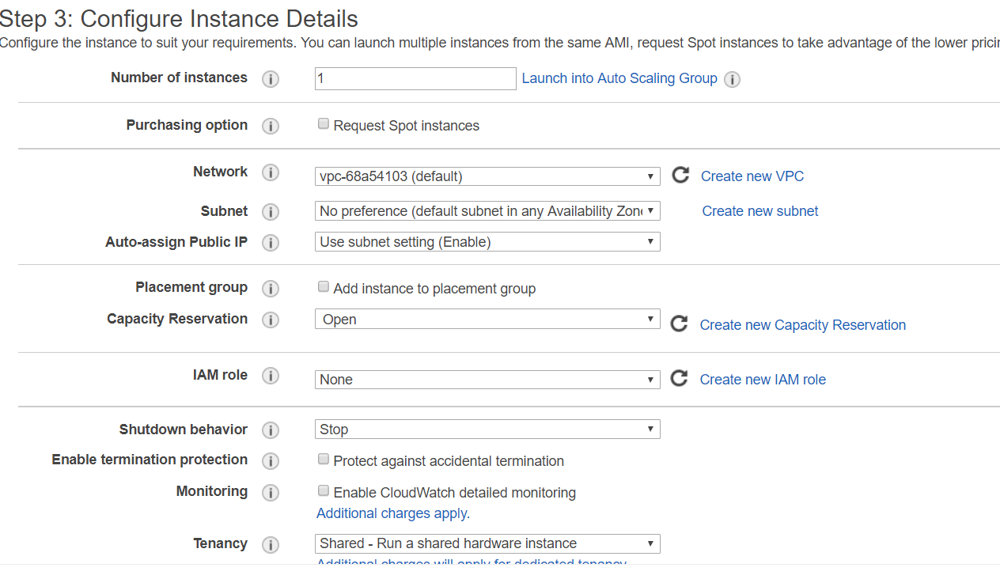 Step 3: Configure Instance Details
Configure the instance to suit your requirements. You can launch multiple instances from the same AMI, request Spot instances to take advantage of the lower
Number of instances 1 Launch into Auto Scaling Group
Purchasing option Request Spot instances
Network vpc-68a54103 (default) Create new VPC
Subnet No preference (default subnet in any Availability Create new subnet
Auto-assign Public IP Use subnet setting (Enable)
Placement group Add instance to placement group
Capacity Reservation Open Create new Capacity Reservation
IAM role None Create new IAM role
Shutdown behavior Stop
Enable termination protection Protect against accidental termination
Monitoring Enable CloudWatch detailed monitoring
Additional charges apply.
Tenancy Shared - Run a shared hardware instance
Additional charges will apply for dedicated tenancy.